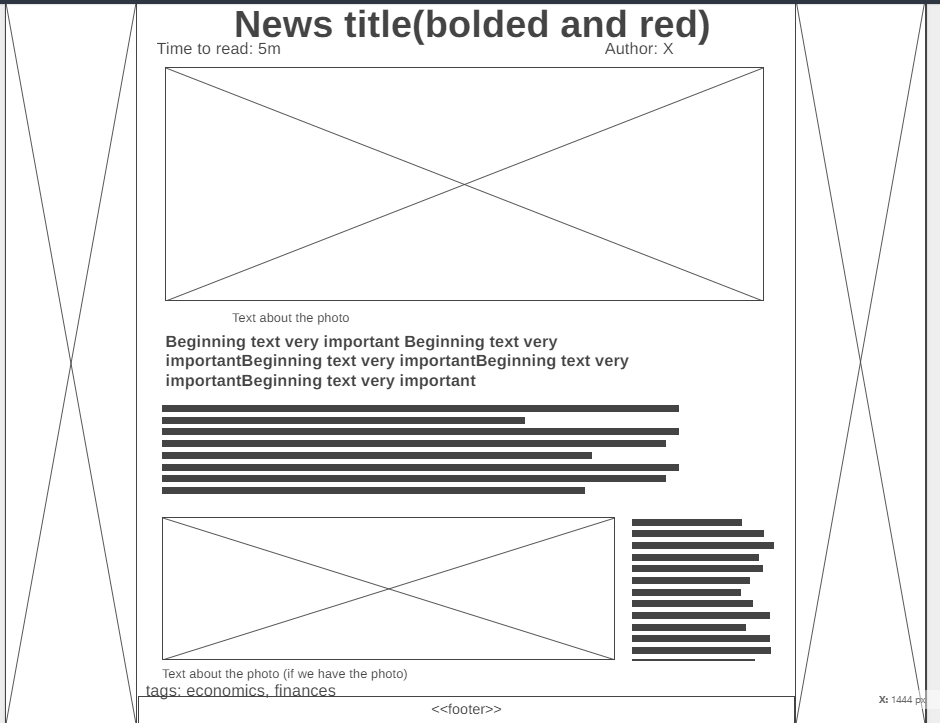 News title(bolded and red)
Time to read: 5m
Author: X
Text about the photo
Beginning text very important Beginning text very
importantBeginning text very importantBeginning text very
importantBeginning text very important
Text about the photo (if we have the photo)
tags: economics, finances
<<footer>>
X: 1444 px